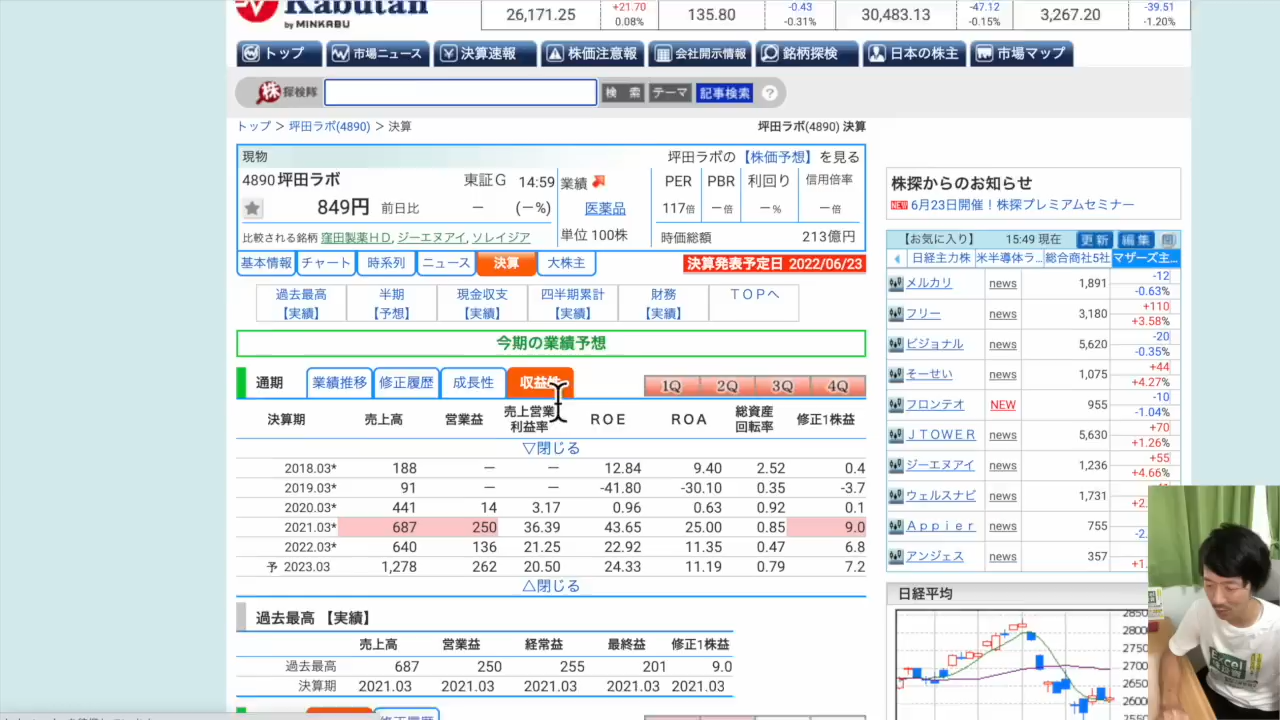 Kabutan
by MINKABU
26,171.25 +21.70 0.08% 135.80 -0.43 -0.31% 30,483.13 -47.12 -0.15% 3,267.20 -39.51 -1.20%
トップ 市場ニュース 決算速報 株価注意報 会社開示情報 銘柄探検 日本の株主 市場マップ
株探検隊 検 索 テーマ 記事検索 ?
トップ > 坪田ラボ(4890) > 決算 坪田ラボ(4890) 決算
現物 坪田ラボの【株価予想】を見る
4890 坪田ラボ 東証G 14:59 業績 PER PBR 利回り 信用倍率
849円 前日比 － (－%) 医薬品 117倍 －倍 －% －倍
比較される銘柄 窪田製薬ＨＤ, ジーエヌアイ, ソレイジア 単位 100株 時価総額 213億円
基本情報 チャート 時系列 ニュース 決算 大株主 決算発表予定日 2022/06/23
過去最高 半期 現金収支 四半期累計 財務 ＴＯＰへ
【実績】 【予想】 【実績】 【実績】 【実績】
今期の業績予想
通期 業績推移 修正履歴 成長性 収益性 1Q 2Q 3Q 4Q
決算期 売上高 営業益 売上営業利益率 ＲＯＥ ＲＯＡ 総資産回転率 修正1株益
▽閉じる
2018.03* 188 － － 12.84 9.40 2.52 0.4
2019.03* 91 － － -41.80 -30.10 0.35 -3.7
2020.03* 441 14 3.17 0.96 0.63 0.92 0.1
2021.03* 687 250 36.39 43.65 25.00 0.85 9.0
2022.03* 640 136 21.25 22.92 11.35 0.47 6.8
予 2023.03 1,278 262 20.50 24.33 11.19 0.79 7.2
△閉じる
過去最高 【実績】
売上高 営業益 経常益 最終益 修正1株益
過去最高 687 250 255 201 9.0
決算期 2021.03 2021.03 2021.03 2021.03 2021.03
修正履歴
株探からのお知らせ
NEW 6月23日開催！株探プレミアムセミナー
【お気に入り】 15:49 現在 更新 編集 閉
日経主力株 米半導体ラ... 総合商社5社 マザーズ主...
メルカリ news 1,891 -12 -0.63%
フリー news 3,180 +110 +3.58%
ビジョナル news 5,620 -20 -0.35%
そーせい news 1,075 +44 +4.27%
フロンテオ NEW 955 -10 -1.04%
ＪＴＯＷＥＲ news 5,630 +70 +1.26%
ジーエヌアイ news 1,236 +55 +4.66%
ウェルスナビ news 1,731 +2.
Ａｐｐｉｅｒ news 755 -2.
アンジェス news 357 +1.
日経平均
2850
2800
2750
2700
2650
2600
2550
Excel